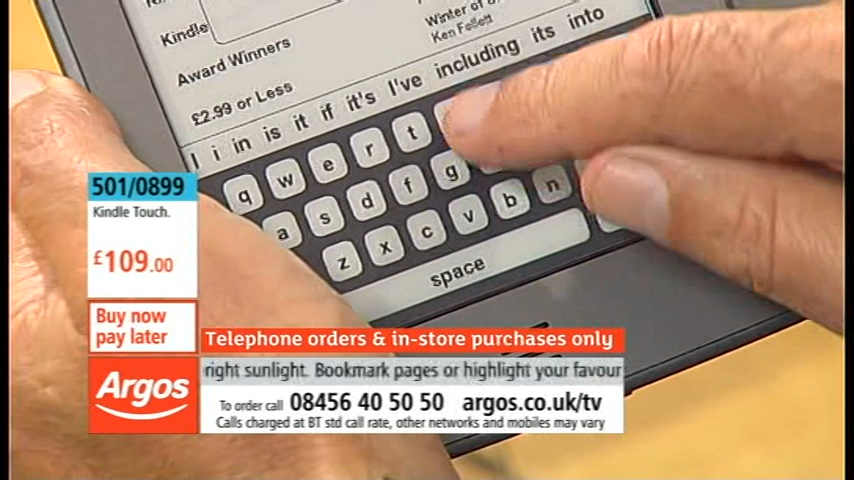 Kindle
Award Winners
£2.99 or Less
Winter of
Ken Follett
I i in is it if it's I've including its into
q w e r t
a s d f g
z x c v b n
space
501/0899
Kindle Touch.
£109.00
Buy now
pay later
Telephone orders & in-store purchases only
right sunlight. Bookmark pages or highlight your favour
Argos
To order call 08456 40 50 50 argos.co.uk/tv
Calls charged at BT std call rate, other networks and mobiles may vary